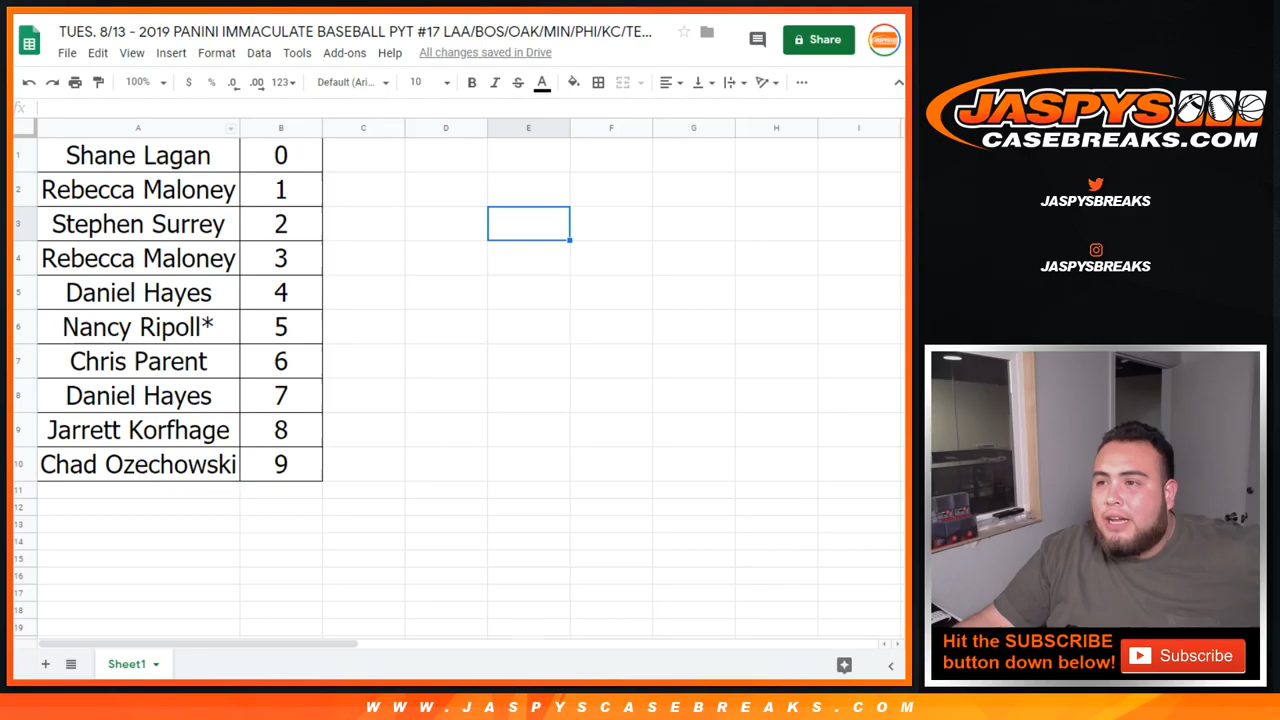 TUES. 8/13 - 2019 PANINI IMMACULATE BASEBALL PYT #17 LAA/BOS/OAK/MIN/PHI/KC/TE...
Share
File Edit View Insert Format Data Tools Add-ons Help All changes saved in Drive
100% $ % .0 .00 123 Default (Ari... 10 B I S A
fx
A B C D E F G H I
1 Shane Lagan 0
2 Rebecca Maloney 1
3 Stephen Surrey 2
4 Rebecca Maloney 3
5 Daniel Hayes 4
6 Nancy Ripoll* 5
7 Chris Parent 6
8 Daniel Hayes 7
9 Jarrett Korfhage 8
10 Chad Ozechowski 9
11
12
13
14
15
16
17
18
19
Sheet1
JASPYS
CASEBREAKS.COM
JASPYSBREAKS
JASPYSBREAKS
Hit the SUBSCRIBE
button down below!
Subscribe
WWW.JASPYSCASEBREAKS.COM